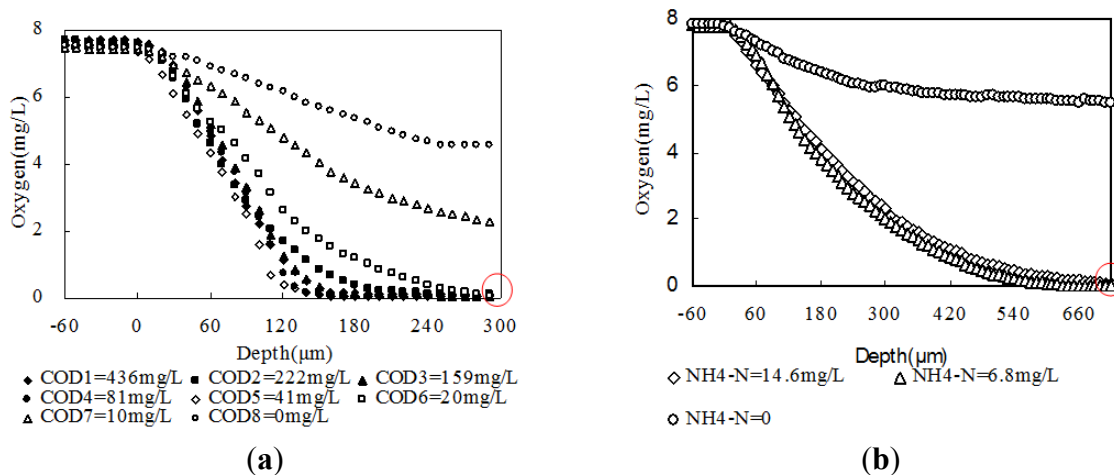 8
6
4
2
0
Oxygen(mg/L)
-60 0 60 120 180 240 300
Depth(μm)
COD1=436mg/L COD2=222mg/L COD3=159mg/L
COD4=81mg/L COD5=41mg/L COD6=20mg/L
COD7=10mg/L COD8=0mg/L
(a)
8
6
4
2
0
Oxygen(mg/L)
-60 60 180 300 420 540 660
Depth(μm)
NH4-N=14.6mg/L NH4-N=6.8mg/L
NH4-N=0
(b)